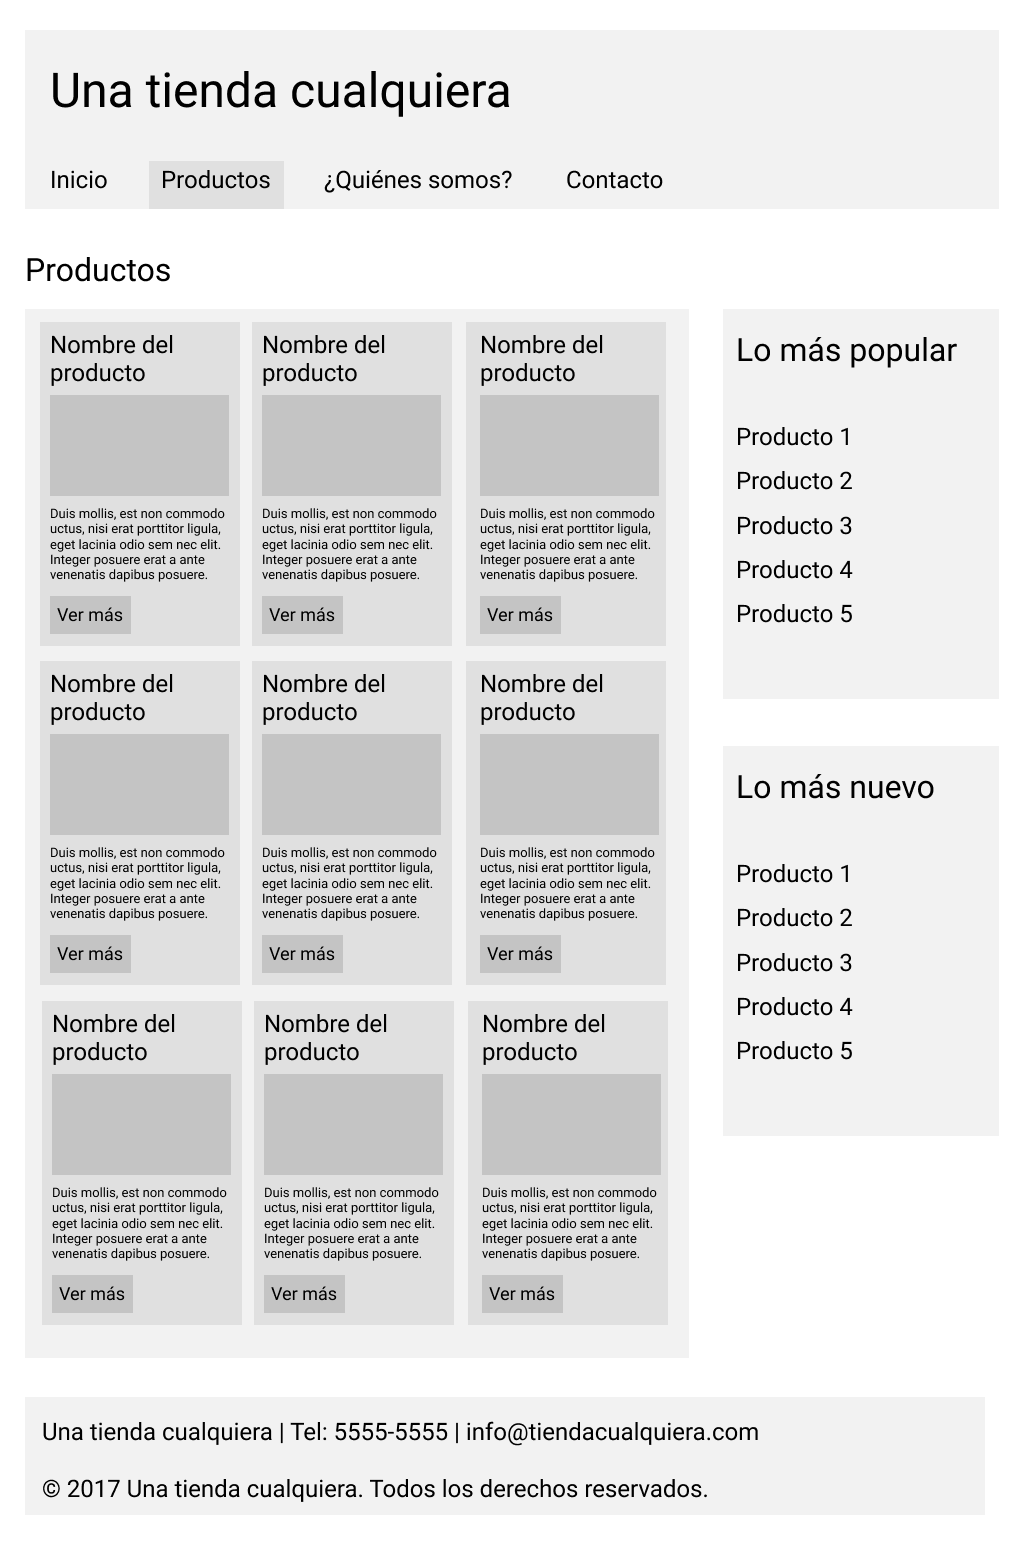 Una tienda cualquiera
Inicio
Productos
¿Quiénes somos?
Contacto
Productos
Nombre del
producto
Duis mollis, est non commodo
uctus, nisi erat porttitor ligula,
eget lacinia odio sem nec elit.
Integer posuere erat a ante
venenatis dapibus posuere.
Ver más
Nombre del
producto
Duis mollis, est non commodo
uctus, nisi erat porttitor ligula,
eget lacinia odio sem nec elit.
Integer posuere erat a ante
venenatis dapibus posuere.
Ver más
Nombre del
producto
Duis mollis, est non commodo
uctus, nisi erat porttitor ligula,
eget lacinia odio sem nec elit.
Integer posuere erat a ante
venenatis dapibus posuere.
Ver más
Nombre del
producto
Duis mollis, est non commodo
uctus, nisi erat porttitor ligula,
eget lacinia odio sem nec elit.
Integer posuere erat a ante
venenatis dapibus posuere.
Ver más
Nombre del
producto
Duis mollis, est non commodo
uctus, nisi erat porttitor ligula,
eget lacinia odio sem nec elit.
Integer posuere erat a ante
venenatis dapibus posuere.
Ver más
Nombre del
producto
Duis mollis, est non commodo
uctus, nisi erat porttitor ligula,
eget lacinia odio sem nec elit.
Integer posuere erat a ante
venenatis dapibus posuere.
Ver más
Nombre del
producto
Duis mollis, est non commodo
uctus, nisi erat porttitor ligula,
eget lacinia odio sem nec elit.
Integer posuere erat a ante
venenatis dapibus posuere.
Ver más
Nombre del
producto
Duis mollis, est non commodo
uctus, nisi erat porttitor ligula,
eget lacinia odio sem nec elit.
Integer posuere erat a ante
venenatis dapibus posuere.
Ver más
Nombre del
producto
Duis mollis, est non commodo
uctus, nisi erat porttitor ligula,
eget lacinia odio sem nec elit.
Integer posuere erat a ante
venenatis dapibus posuere.
Ver más
Lo más popular
Producto 1
Producto 2
Producto 3
Producto 4
Producto 5
Lo más nuevo
Producto 1
Producto 2
Producto 3
Producto 4
Producto 5
Una tienda cualquiera | Tel: 5555-5555 | info@tiendacualquiera.com
© 2017 Una tienda cualquiera. Todos los derechos reservados.